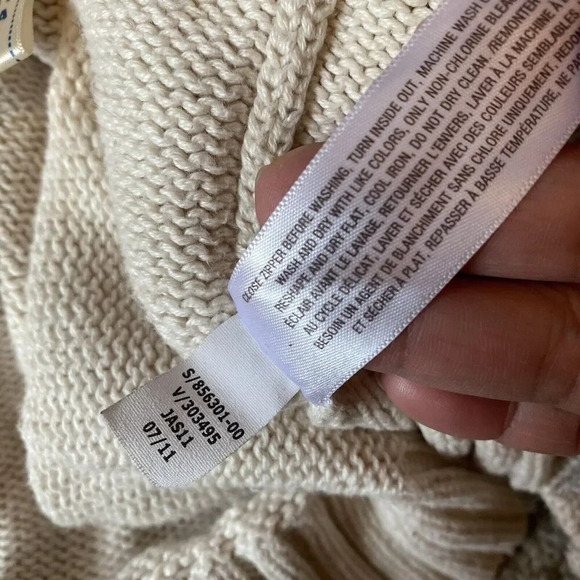 CLOSE ZIPPER BEFORE WASHING, TURN INSIDE OUT, MACHINE WASH
WASH AND DRY WITH LIKE COLORS, ONLY NON-CHLORINE BLEA
RESHAPE AND DRY FLAT, COOL IRON, DO NOT DRY CLEAN. /REMONTER
ÉCLAIR AVANT LE LAVAGE, RETOURNER L'ENVERS, LAVER À LA MACHINE À
AU CYCLE DÉLICAT, LAVER ET SÉCHER AVEC DES COULEURS SEMBLABLES
BESOIN UN AGENT DE BLANCHIMENT SANS CHLORE UNIQUEMENT, REDR
ET SÉCHER À PLAT, REPASSER À BASSE TEMPÉRATURE, NE
S/856301-00
V/303495
JAS11
07/11